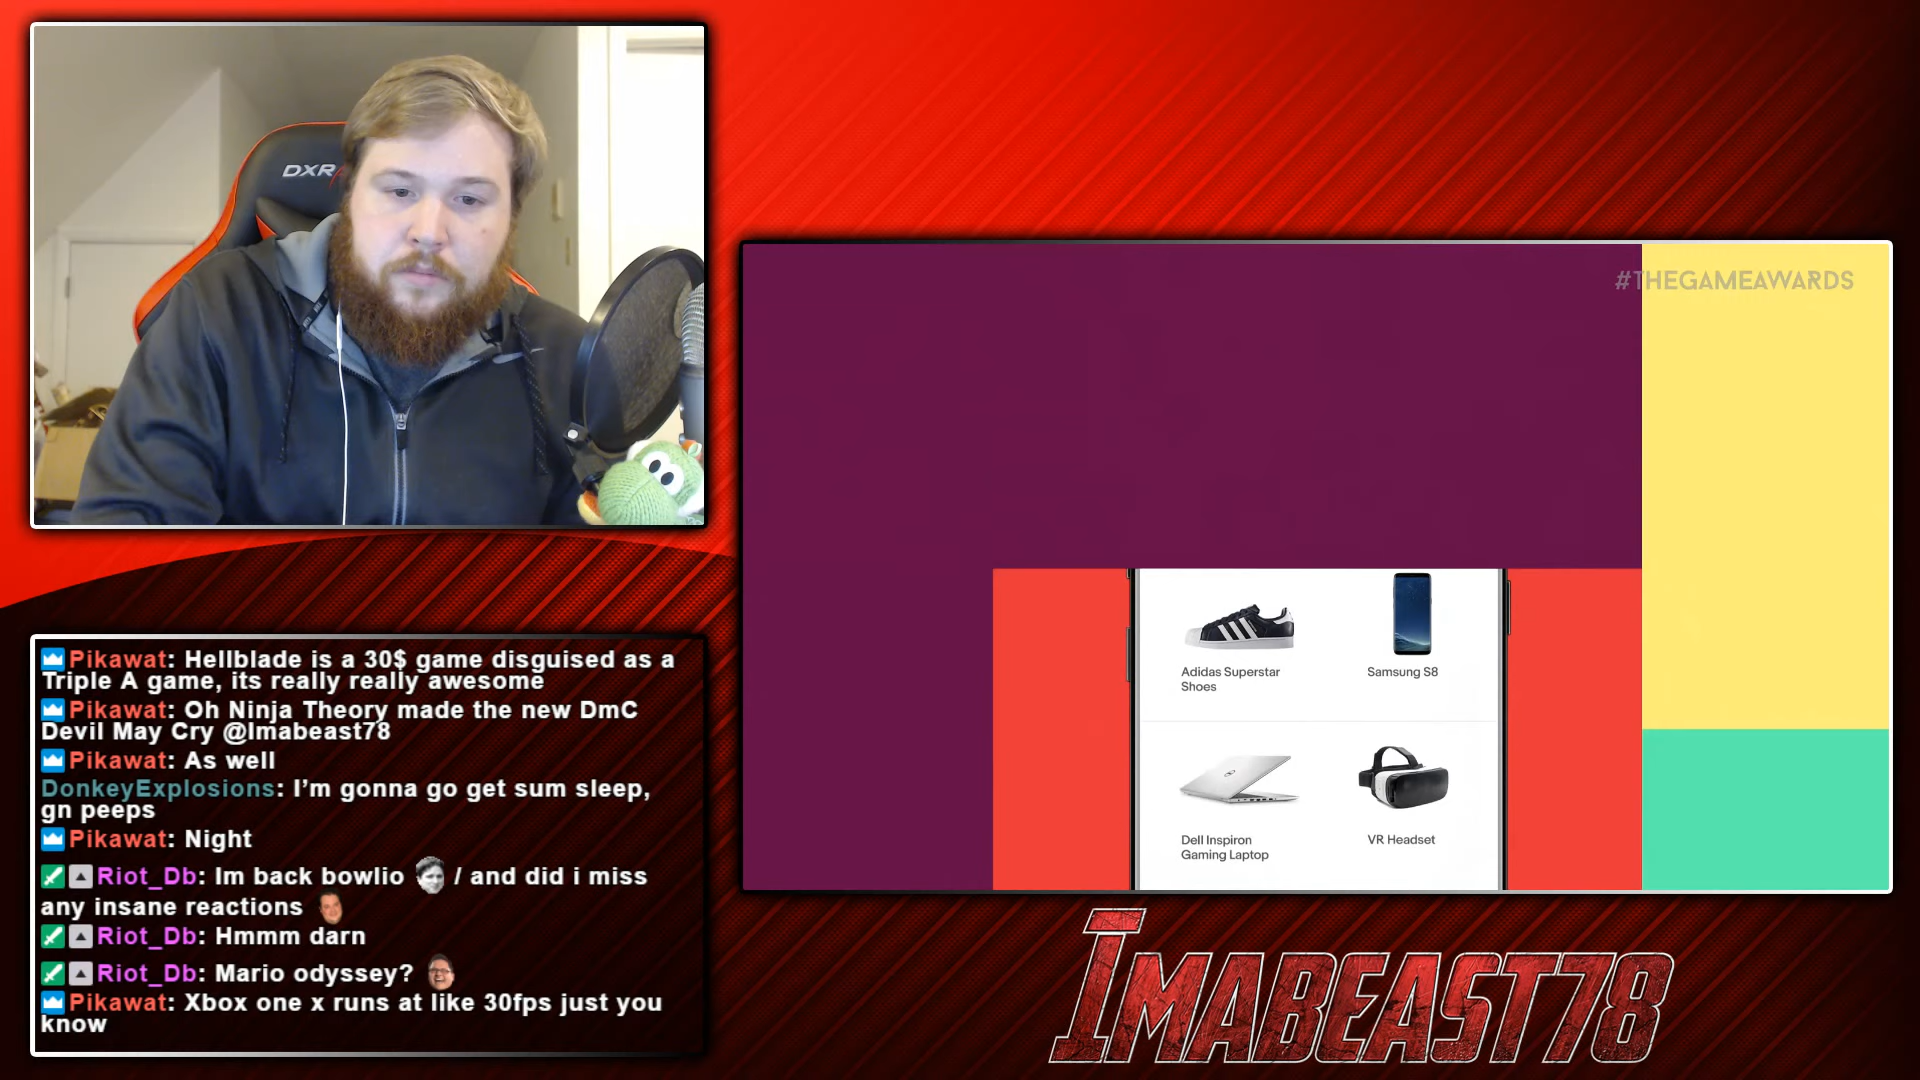 DXR
#THEGAMEAWARDS
Adidas Superstar
Shoes
Samsung S8
Dell Inspiron
Gaming Laptop
VR Headset
Pikawat: Hellblade is a 30$ game disguised as a
Triple A game, its really really awesome
Pikawat: Oh Ninja Theory made the new DmC
Devil May Cry @Imabeast78
Pikawat: As well
DonkeyExplosions: I'm gonna go get sum sleep,
gn peeps
Pikawat: Night
Riot_Db: Im back bowlio / and did i miss
any insane reactions
Riot_Db: Hmmm darn
Riot_Db: Mario odyssey?
Pikawat: Xbox one x runs at like 30fps just you
know
IMABEAST78